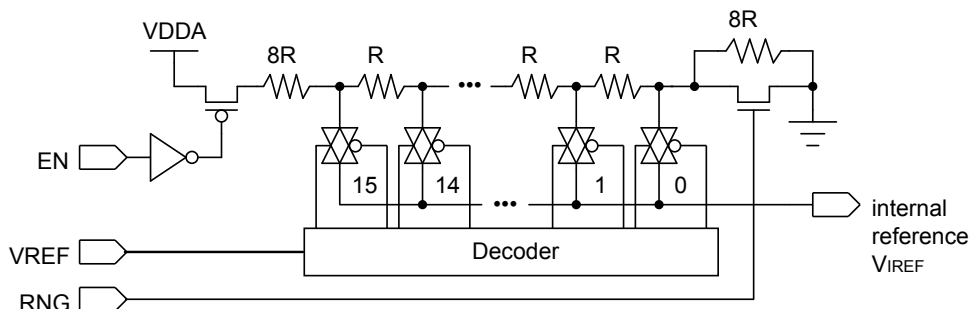 8R
VDDA
8R
R
R
R
•••
EN
15
14
1
0
•••
internal
reference
VIREF
VREF
Decoder
RNG